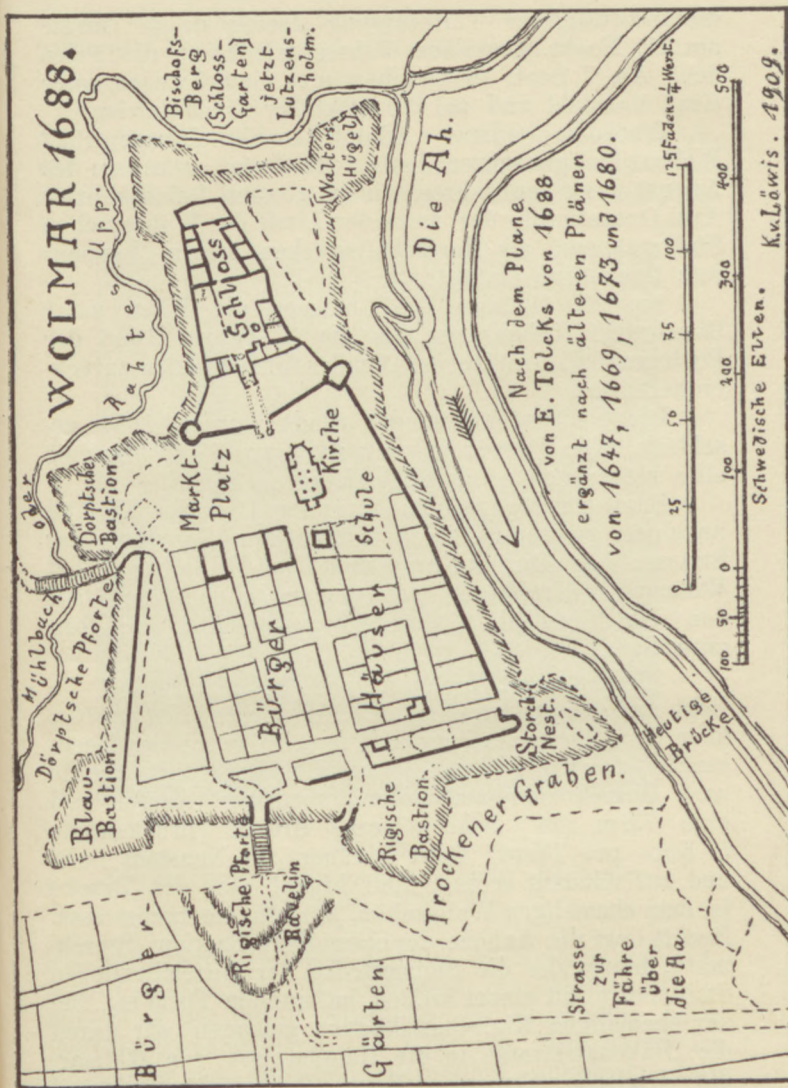 WOLMAR 1688.
Bischofs-
Berg
(Schloss-
Garten)
jetzt
Lutzens-
holm.
Mühlbach
oder
Rahtes Upp.
Dörptsche Pforte
Dörptsche
Bastion.
Blau-
Bastion.
Markt-
Platz
Schloss
Walters
Hügel
Kirche
Schule
Bürger
Häuser
Die Aa.
Rigische Pforte
Ravelin
Rigische
Bastion.
Storch
Nest.
Trockener Graben.
Heutige
Brücke
Bürger-
Gärten.
Strasse
zur
Fähre
über
die Aa.
Nach dem Plane
von E. Tolcks von 1688
ergänzt nach älteren Plänen
von 1647, 1669, 1673 und 1680.
0 25 50 75 100 125 Faden=¼ Werst.
100 50 0 100 200 300 400 500
Schwedische Ellen.
K.v.Löwis. 1909.